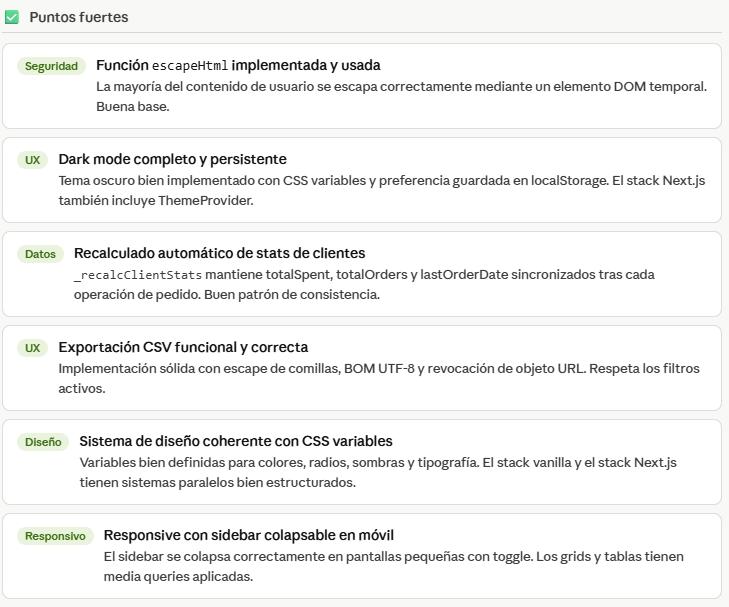 Puntos fuertes
Seguridad
Función escapeHtml implementada y usada
La mayoría del contenido de usuario se escapa correctamente mediante un elemento DOM temporal.
Buena base.
UX
Dark mode completo y persistente
Tema oscuro bien implementado con CSS variables y preferencia guardada en localStorage. El stack Next.js
también incluye ThemeProvider.
Datos
Recalculado automático de stats de clientes
_recalcClientStats mantiene totalSpent, totalOrders y lastOrderDate sincronizados tras cada
operación de pedido. Buen patrón de consistencia.
UX
Exportación CSV funcional y correcta
Implementación sólida con escape de comillas, BOM UTF-8 y revocación de objeto URL. Respeta los filtros
activos.
Diseño
Sistema de diseño coherente con CSS variables
Variables bien definidas para colores, radios, sombras y tipografía. El stack vanilla y el stack Next.js
tienen sistemas paralelos bien estructurados.
Responsivo
Responsive con sidebar colapsable en móvil
El sidebar se colapsa correctamente en pantallas pequeñas con toggle. Los grids y tablas tienen
media queries aplicadas.